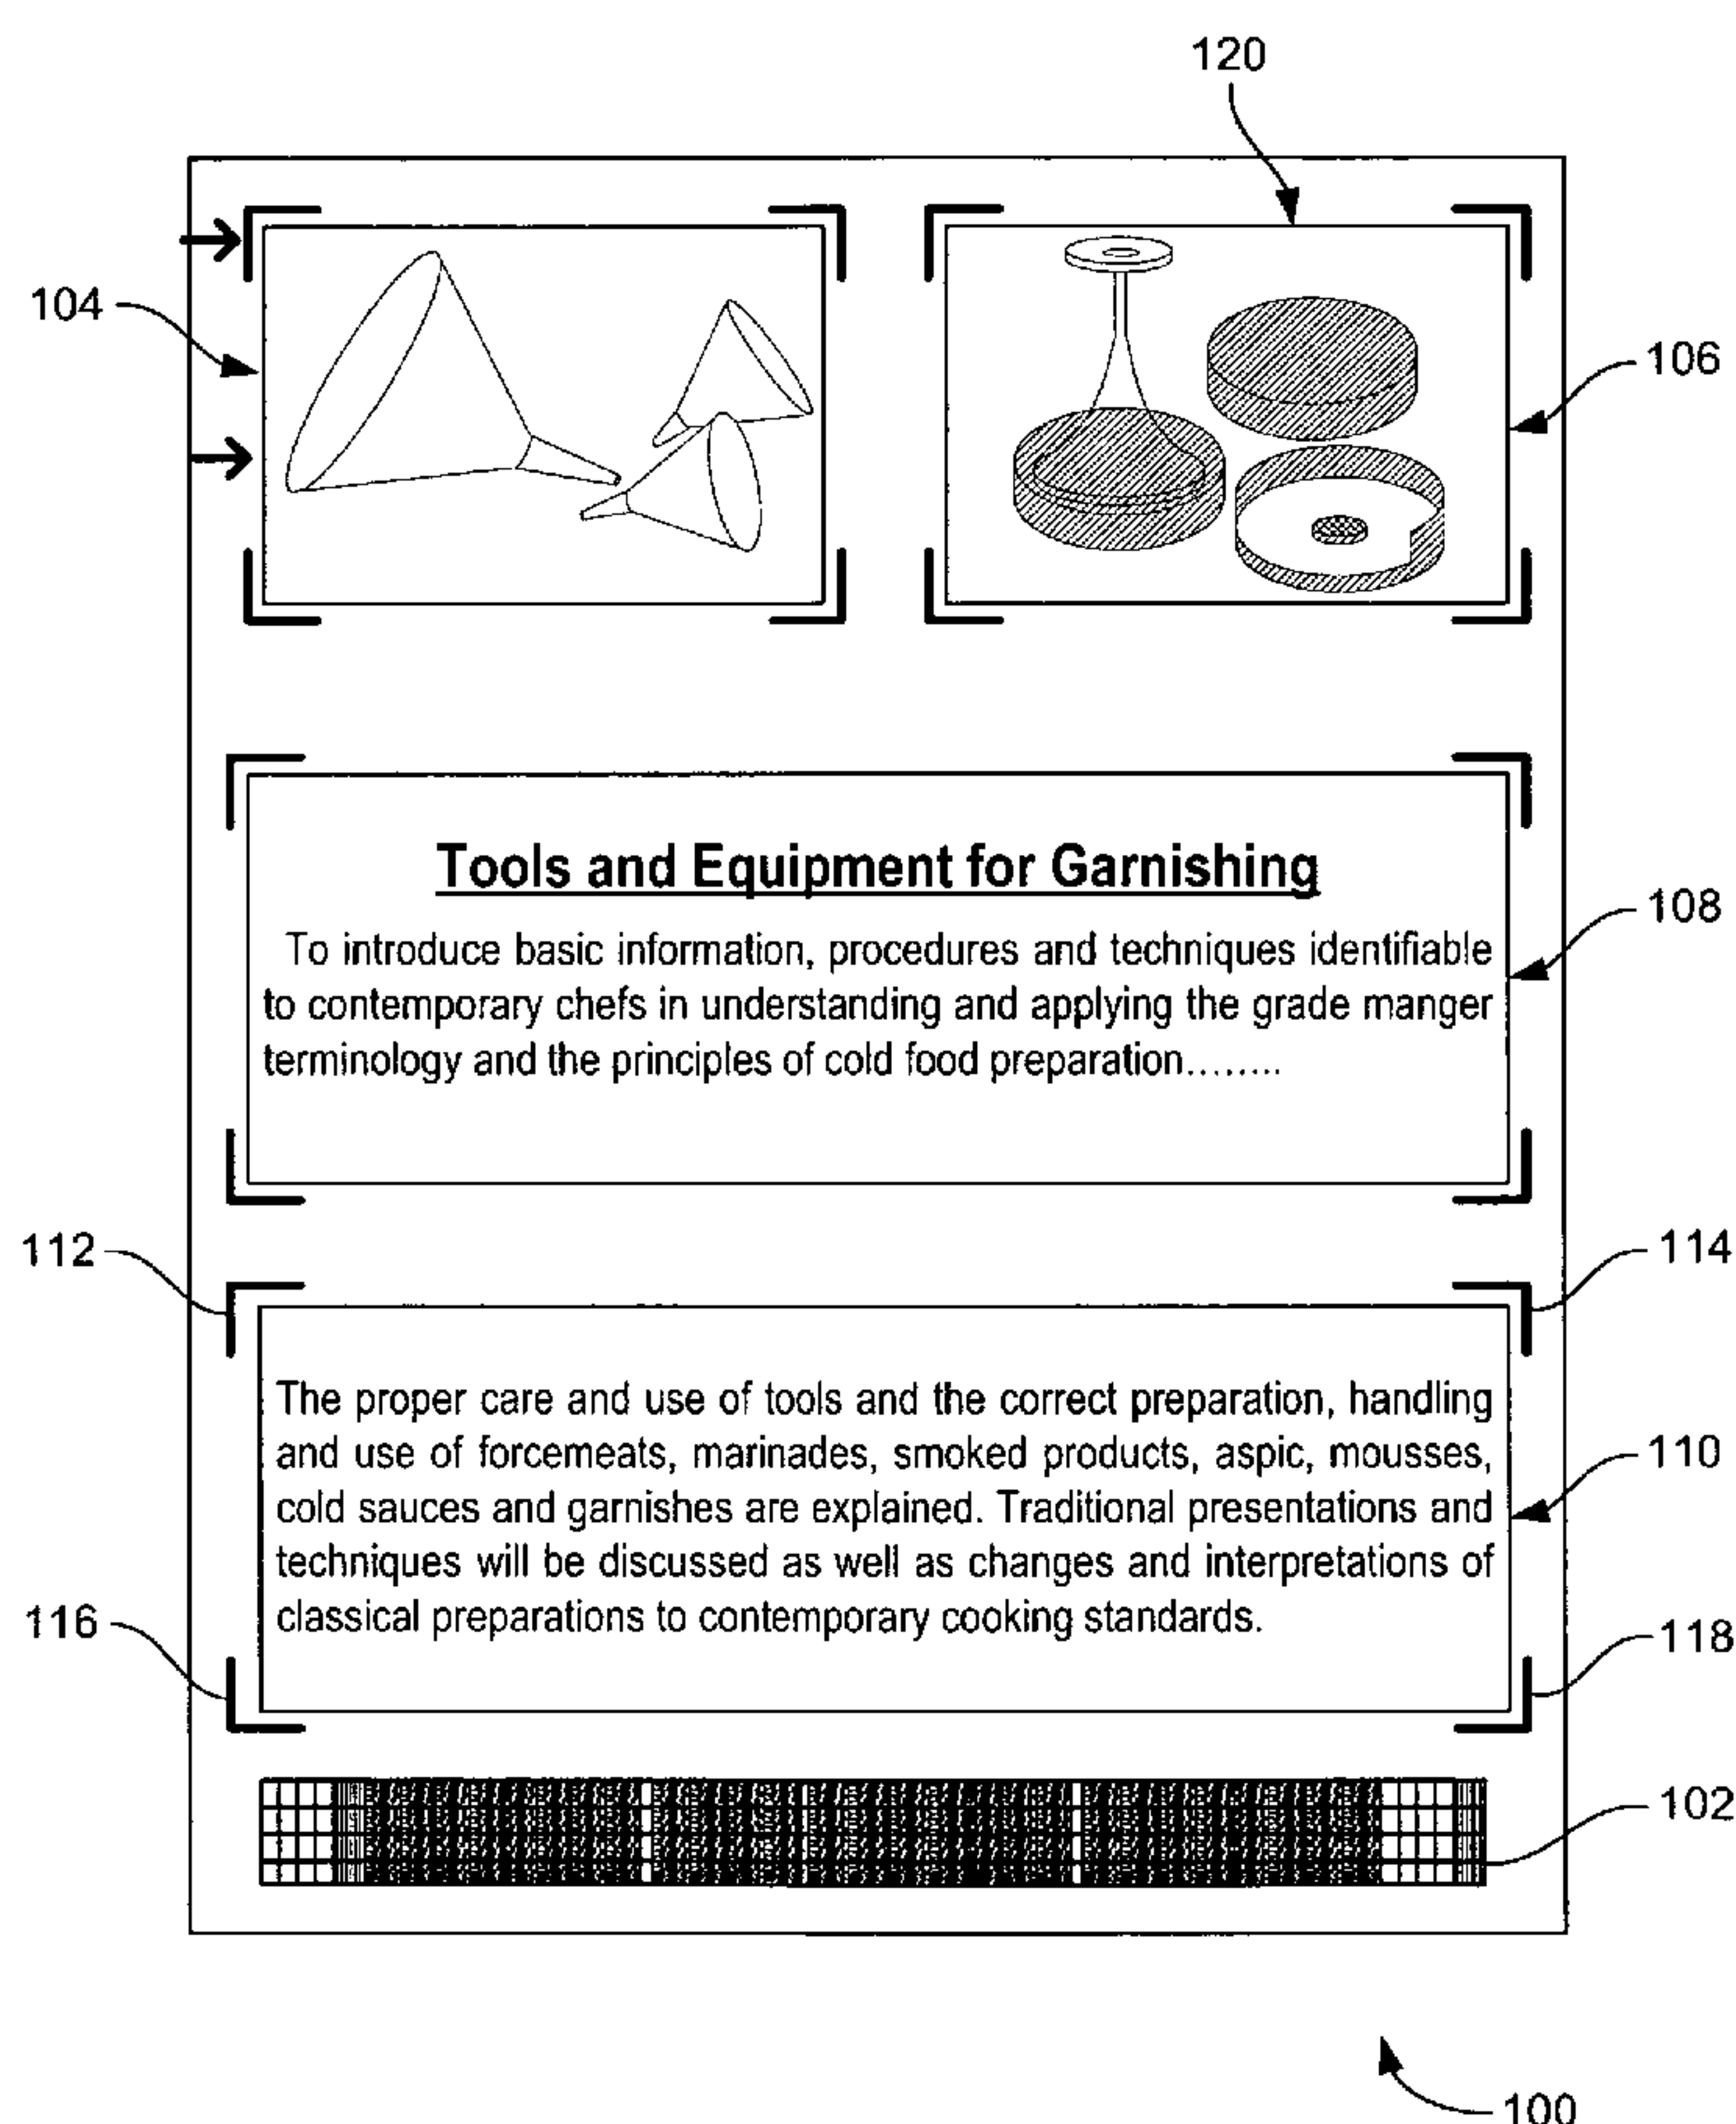 120
104
106
Tools and Equipment for Garnishing
To introduce basic information, procedures and techniques identifiable
to contemporary chefs in understanding and applying the grade manger
terminology and the principles of cold food preparation........
108
112
114
The proper care and use of tools and the correct preparation, handling
and use of forcemeats, marinades, smoked products, aspic, mousses,
cold sauces and garnishes are explained. Traditional presentations and
techniques will be discussed as well as changes and interpretations of
classical preparations to contemporary cooking standards.
110
116
118
102
100